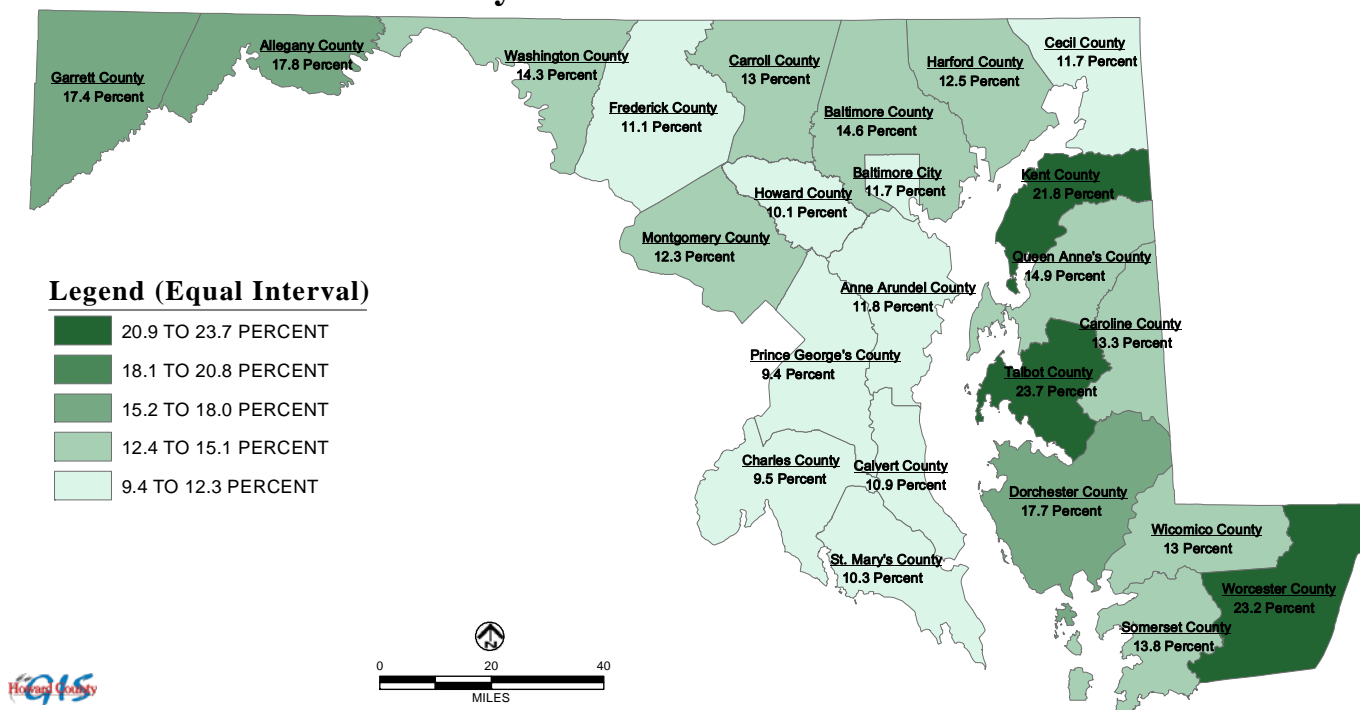 Garrett County
17.4 Percent
Allegany County
17.8 Percent
Washington County
14.3 Percent
Frederick County
11.1 Percent
Carroll County
13 Percent
Baltimore County
14.6 Percent
Harford County
12.5 Percent
Cecil County
11.7 Percent
Baltimore City
11.7 Percent
Howard County
10.1 Percent
Kent County
21.8 Percent
Montgomery County
12.3 Percent
Queen Anne's County
14.9 Percent
Anne Arundel County
11.8 Percent
Caroline County
13.3 Percent
Prince George's County
9.4 Percent
Talbot County
23.7 Percent
Charles County
9.5 Percent
Calvert County
10.9 Percent
Dorchester County
17.7 Percent
Wicomico County
13 Percent
St. Mary's County
10.3 Percent
Worcester County
23.2 Percent
Somerset County
13.8 Percent
Legend (Equal Interval)
20.9 TO 23.7 PERCENT
18.1 TO 20.8 PERCENT
15.2 TO 18.0 PERCENT
12.4 TO 15.1 PERCENT
9.4 TO 12.3 PERCENT
N
0 20 40
MILES
Howard County
GIS